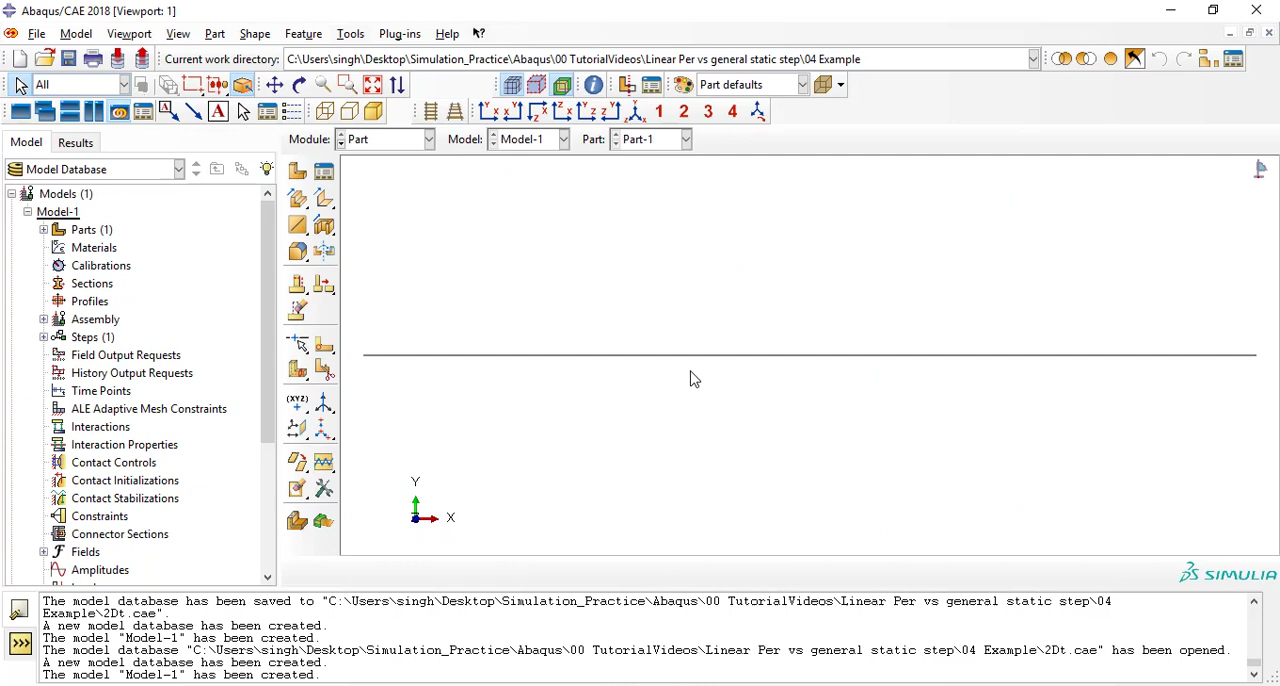 Abaqus/CAE 2018 [Viewport: 1]
File Model Viewport View Part Shape Feature Tools Plug-ins Help
Current work directory: C:\Users\singh\Desktop\Simulation_Practice\Abaqus\00 TutorialVideos\Linear Per vs general static step\04 Example
All
Part defaults
1 2 3 4
Model Results
Module: Part Model: Model-1 Part: Part-1
Model Database
Models (1)
Model-1
Parts (1)
Materials
Calibrations
Sections
Profiles
Assembly
Steps (1)
Field Output Requests
History Output Requests
Time Points
ALE Adaptive Mesh Constraints
Interactions
Interaction Properties
Contact Controls
Contact Initializations
Contact Stabilizations
Constraints
Connector Sections
Fields
Amplitudes
Y
X
SIMULIA
The model database has been saved to "C:\Users\singh\Desktop\Simulation_Practice\Abaqus\00 TutorialVideos\Linear Per vs general static step\04
Example\2Dt.cae".
A new model database has been created.
The model "Model-1" has been created.
The model database "C:\Users\singh\Desktop\Simulation_Practice\Abaqus\00 TutorialVideos\Linear Per vs general static step\04 Example\2Dt.cae" has been opened.
A new model database has been created.
The model "Model-1" has been created.